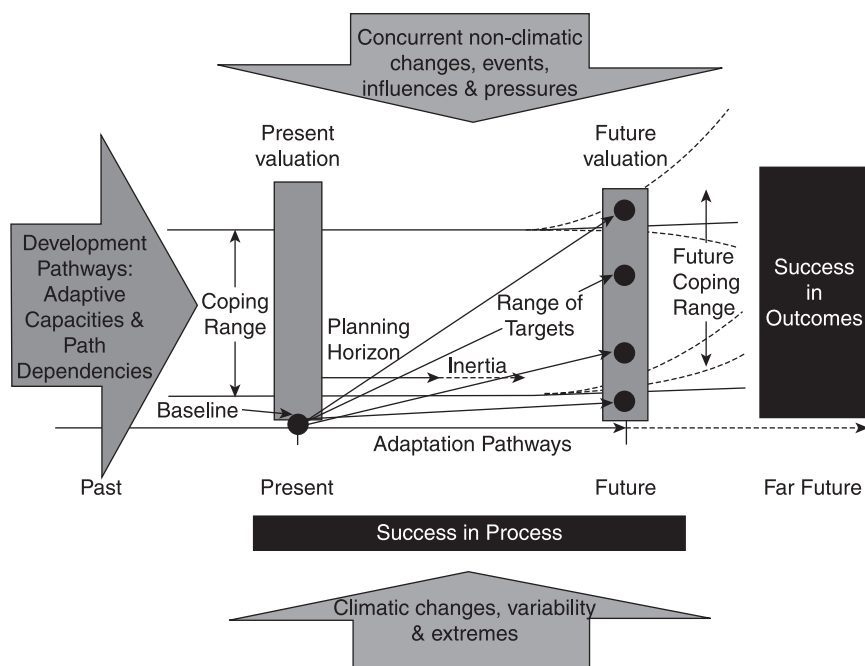 Concurrent non-climatic
changes, events,
influences & pressures
Present
valuation
Future
valuation
Development
Pathways:
Adaptive
Capacities &
Path
Dependencies
Coping
Range
Planning
Horizon
Range of
Targets
Inertia
Future
Coping
Range
Success
in
Outcomes
Baseline
Adaptation Pathways
Past
Present
Future
Far Future
Success in Process
Climatic changes, variability
& extremes